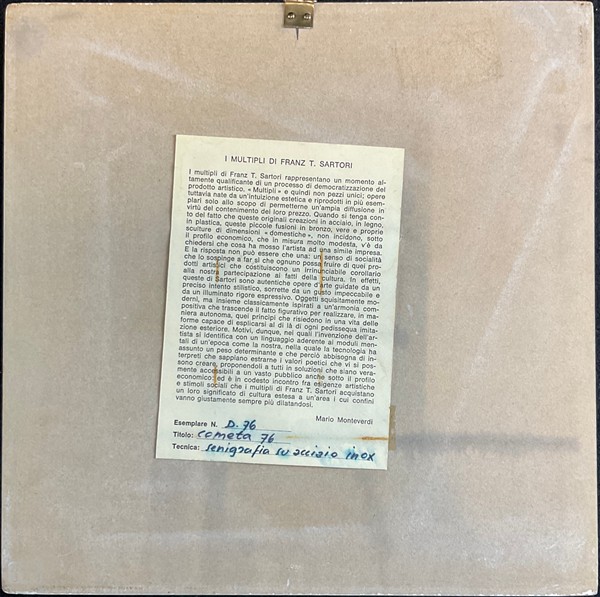 I MULTIPLI DI FRANZ T. SARTORI
I multipli di Franz T. Sartori rappresentano un momento al-
tamente qualificante di un processo di democratizzazione del
prodotto artistico. « Multipli » e quindi non pezzi unici; opere
tuttavia nate da un'intuizione estetica e riprodotti in più esem-
plari solo allo scopo di permetterne un'ampia diffusione in
virtù del contenimento del loro prezzo. Quando si tenga con-
to del fatto che queste originali creazioni in acciaio, in legno,
in plastica, queste piccole fusioni in bronzo, vere e proprie
sculture di dimensioni « domestiche », non incidono, sotto
il profilo economico, che in misura molto modesta, v'è da
chiedersi che cosa ha mosso l'artista ad una simile impresa.
E la risposta non può essere che una: il senso di socialità
che lo sospinge a far sì che ognuno possa fruire di quei pro-
dotti artistici che costituiscono un irrinunciabile corollario
alla nostra partecipazione ai fatti della cultura. In effetti,
queste di Sartori sono autentiche opere d'arte guidate da un
preciso intento stilistico, sorrette da un gusto impeccabile e
da un illuminato rigore espressivo. Oggetti squisitamente mo-
derni, ma insieme classicamente ispirati a un'armonia com-
positiva che trascende il fatto figurativo per realizzare, in ma-
niera autonoma, quei principi che risiedono in una vita delle
forme capace di esplicarsi al di là di ogni pedissequa imita-
zione esteriore. Motivi, dunque, nei quali l'invenzione dell'ar-
tista si identifica con un linguaggio aderente ai moduli men-
tali di un'epoca come la nostra, nella quale la tecnologia ha
assunto un peso determinante e che perciò abbisogna di in-
terpreti che sappiano estrarne i valori poetici che vi si pos-
sono creare proponendoli a tutti in soluzioni che siano vera-
mente accessibili a un vasto pubblico anche sotto il profilo
economico ed è in codesto incontro fra esigenze artistiche
e stimoli sociali che i multipli di Franz T. Sartori acquistano
un loro significato di cultura estesa a un'area i cui confini
vanno giustamente sempre più dilatandosi.
Mario Monteverdi
Esemplare N. D. 76
Titolo: Cometa 76
Tecnica: Serigrafia su acciaio inox